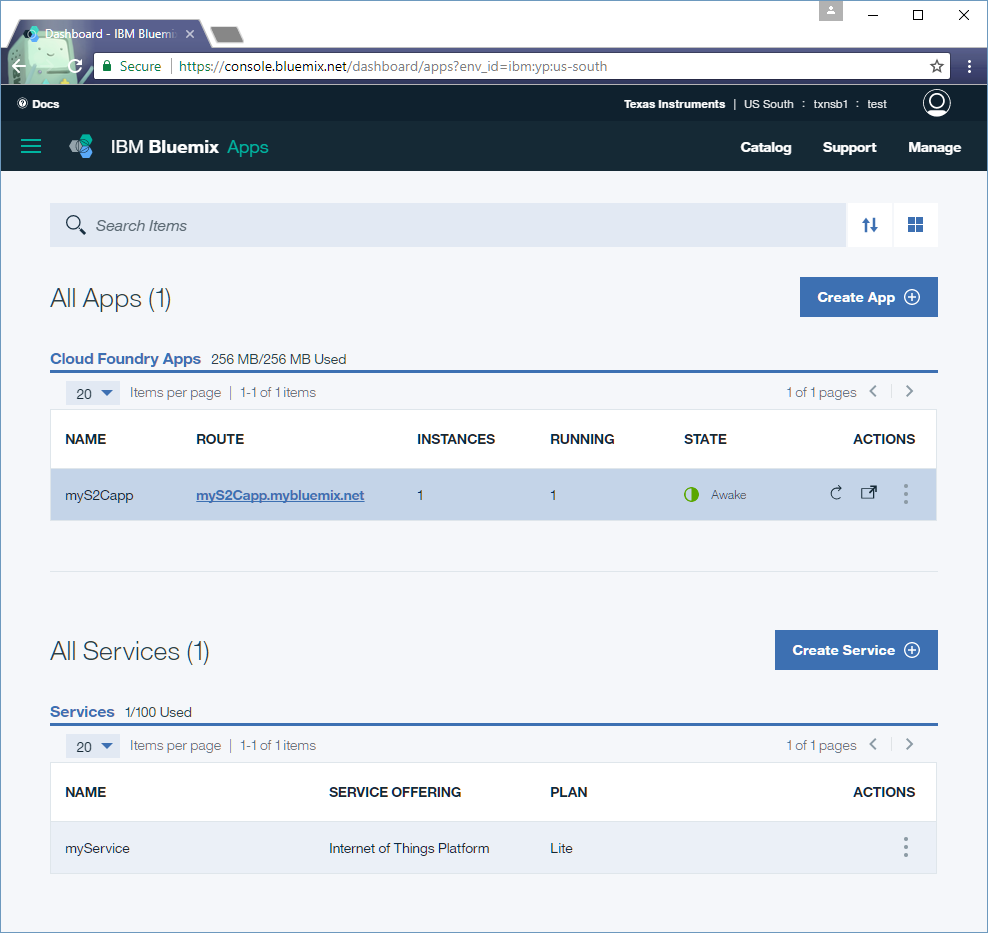 Dashboard - IBM Bluemi
Secure | https://console.bluemix.net/dashboard/apps?env_id=ibm:yp:us-south
Docs
Texas Instruments | US South : txnsb1 : test
IBM Bluemix Apps
Catalog Support Manage
Search Items
All Apps (1)
Create App
Cloud Foundry Apps 256 MB/256 MB Used
20 Items per page | 1-1 of 1 items 1 of 1 pages
NAME ROUTE INSTANCES RUNNING STATE ACTIONS
myS2Capp myS2Capp.mybluemix.net 1 1 Awake
All Services (1)
Create Service
Services 1/100 Used
20 Items per page | 1-1 of 1 items 1 of 1 pages
NAME SERVICE OFFERING PLAN ACTIONS
myService Internet of Things Platform Lite